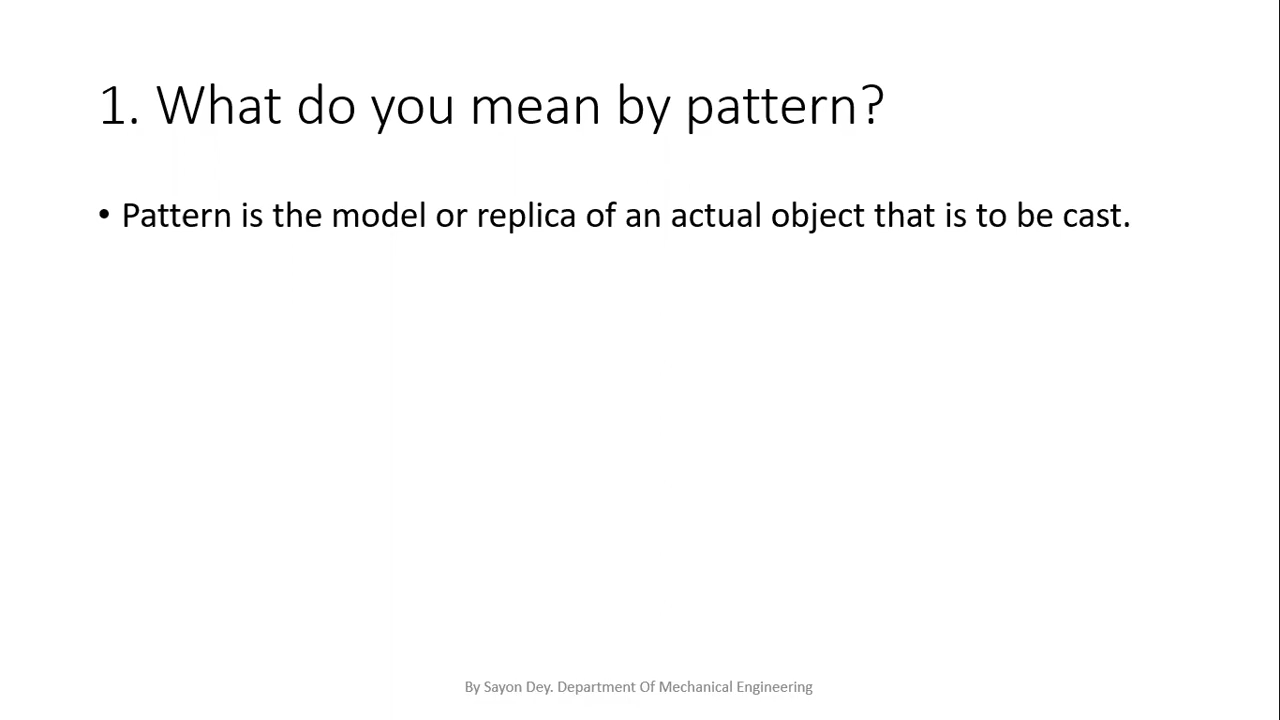 1. What do you mean by pattern?
• Pattern is the model or replica of an actual object that is to be cast.
By Sayon Dey. Department Of Mechanical Engineering